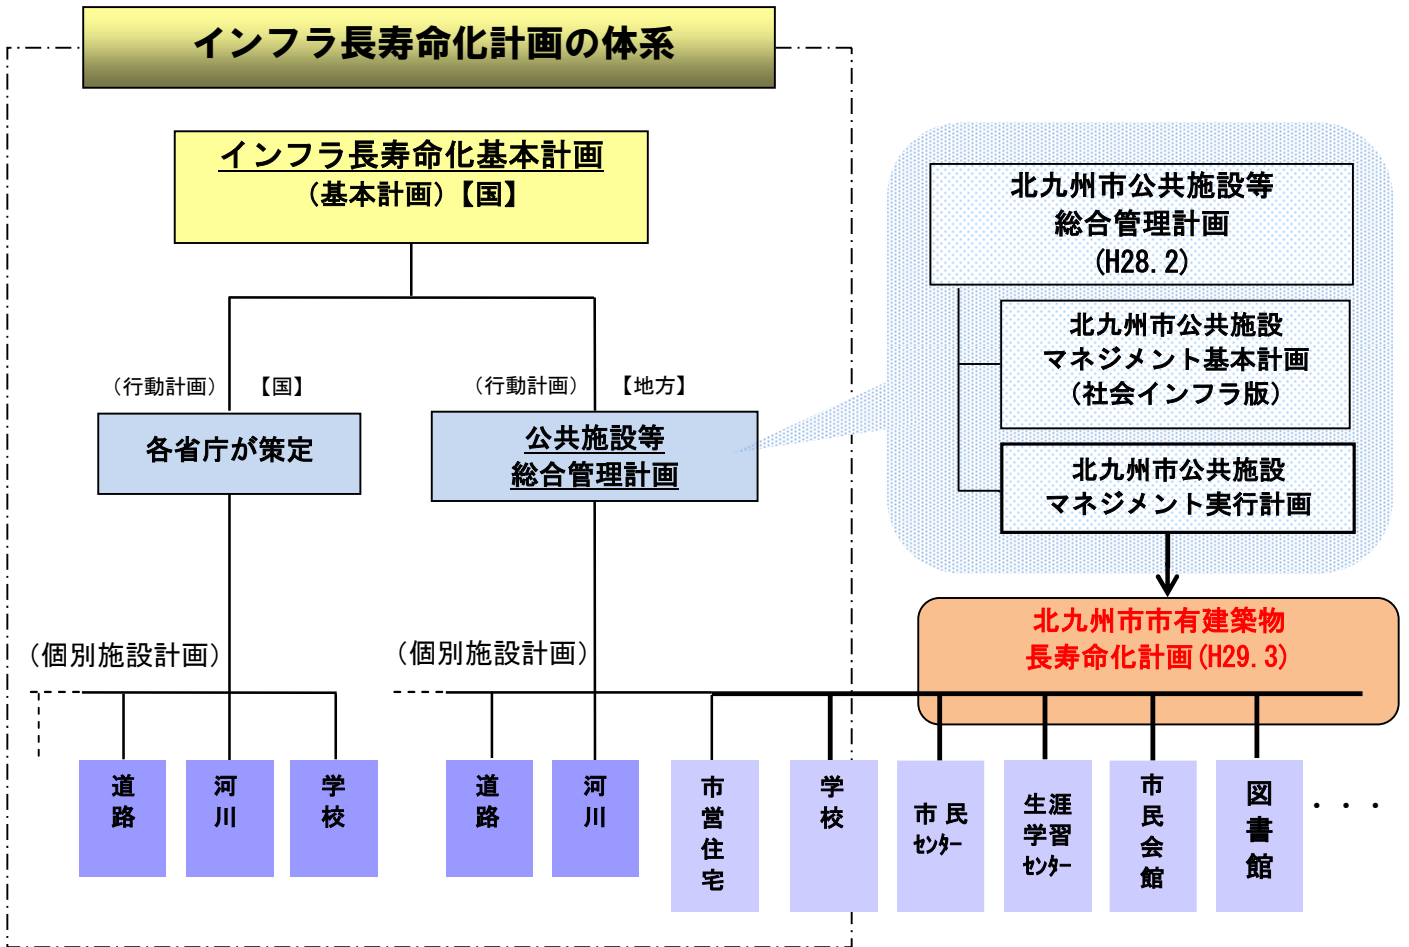 インフラ長寿命化計画の体系
インフラ長寿命化基本計画
(基本計画)【国】
(行動計画) 【国】
各省庁が策定
(行動計画) 【地方】
公共施設等
総合管理計画
北九州市公共施設等
総合管理計画
(H28.2)
北九州市公共施設
マネジメント基本計画
(社会インフラ版)
北九州市公共施設
マネジメント実行計画
北九州市市有建築物
長寿命化計画(H29.3)
(個別施設計画)
(個別施設計画)
道路
河川
学校
道路
河川
市営住宅
学校
市民
センター
生涯
学習
センター
市民会館
図書館
・・・